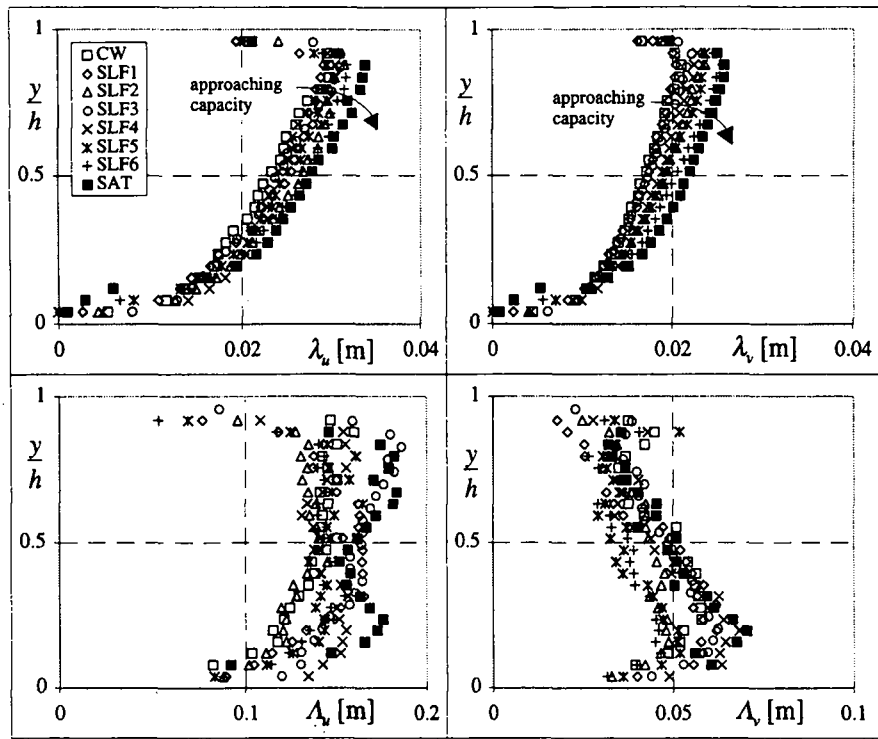 1
y/h
0.5
0
□ CW
◇ SLF1
△ SLF2
○ SLF3
× SLF4
✳ SLF5
+ SLF6
■ SAT
approaching
capacity
0
0.02
0.04
λu [m]
1
y/h
0.5
0
approaching
capacity
0
0.02
0.04
λv [m]
1
y/h
0.5
0
0
0.1
0.2
Λu [m]
1
y/h
0.5
0
0
0.05
0.1
Λv [m]